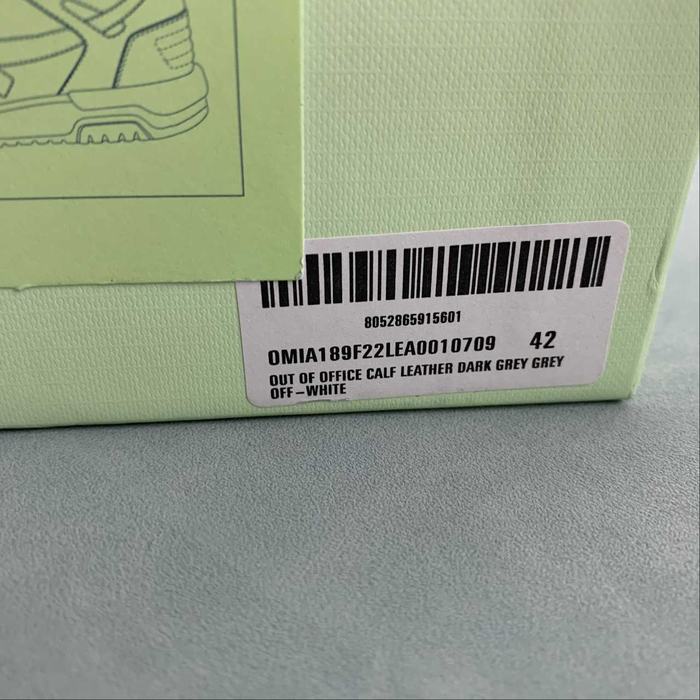 8052865915601
OMIA189F22LEA0010709 42
OUT OF OFFICE CALF LEATHER DARK GREY GREY
OFF-WHITE